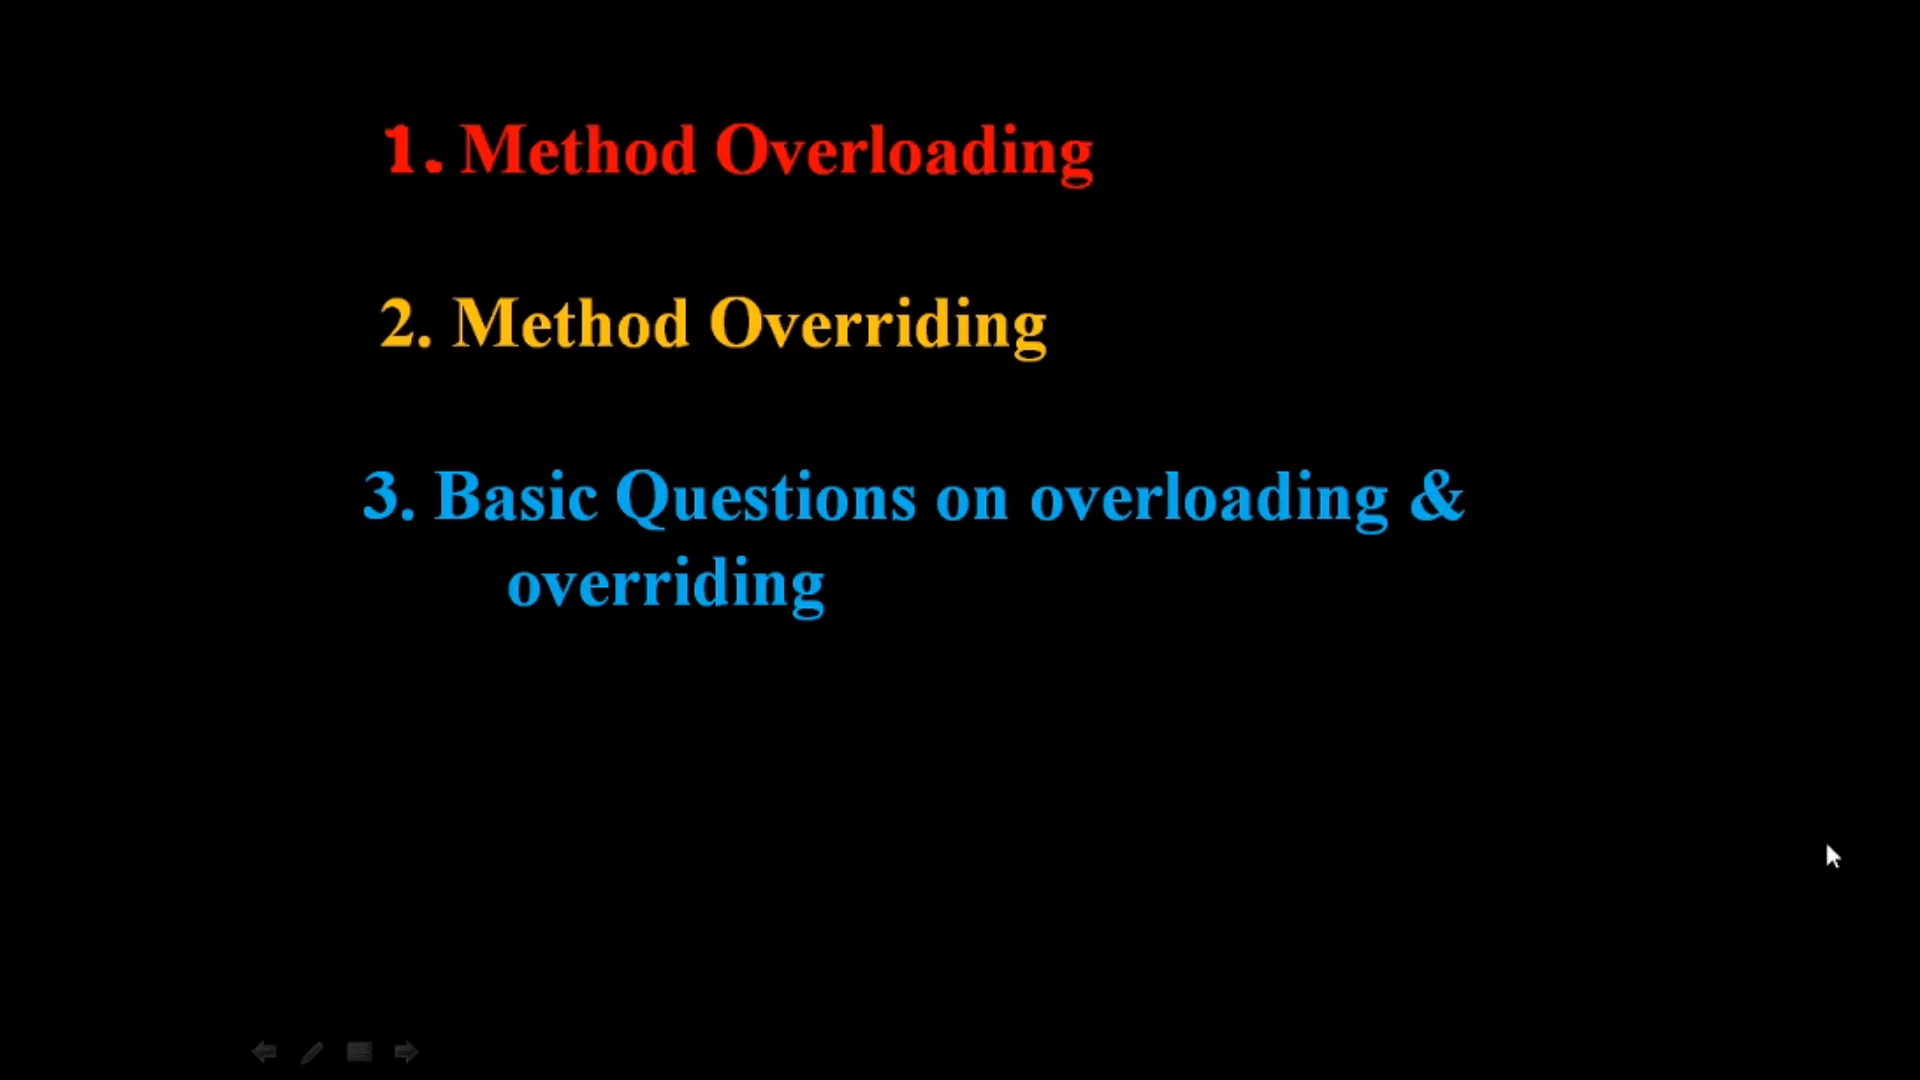 1. Method Overloading
2. Method Overriding
3. Basic Questions on overloading &
overriding